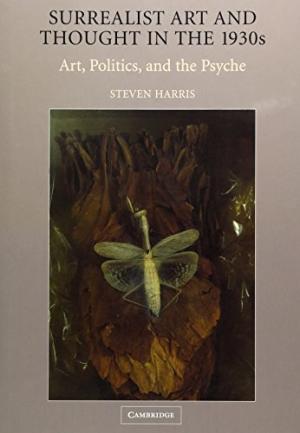 SURREALIST ART AND
THOUGHT IN THE 1930s
Art, Politics, and the Psyche
STEVEN HARRIS
CAMBRIDGE